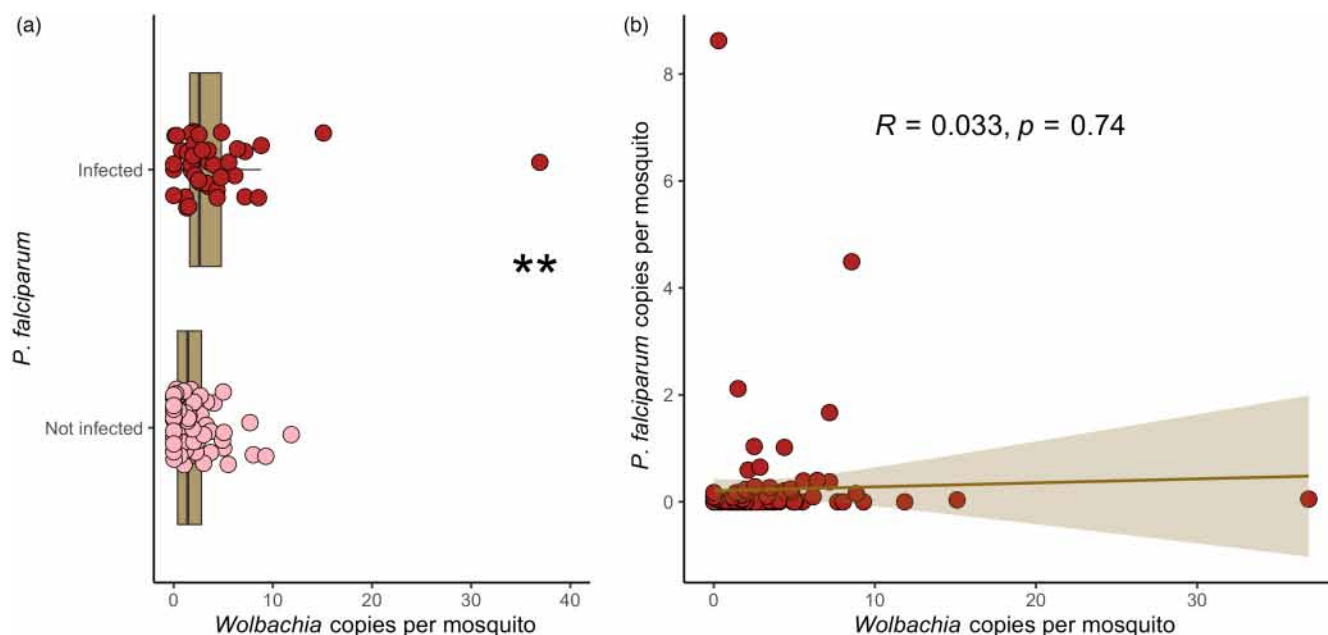 (a)
P. falciparum
Infected
**
Not infected
0 10 20 30 40
Wolbachia copies per mosquito
(b)
P. falciparum copies per mosquito
8
6
4
2
0
R = 0.033, p = 0.74
0 10 20 30
Wolbachia copies per mosquito